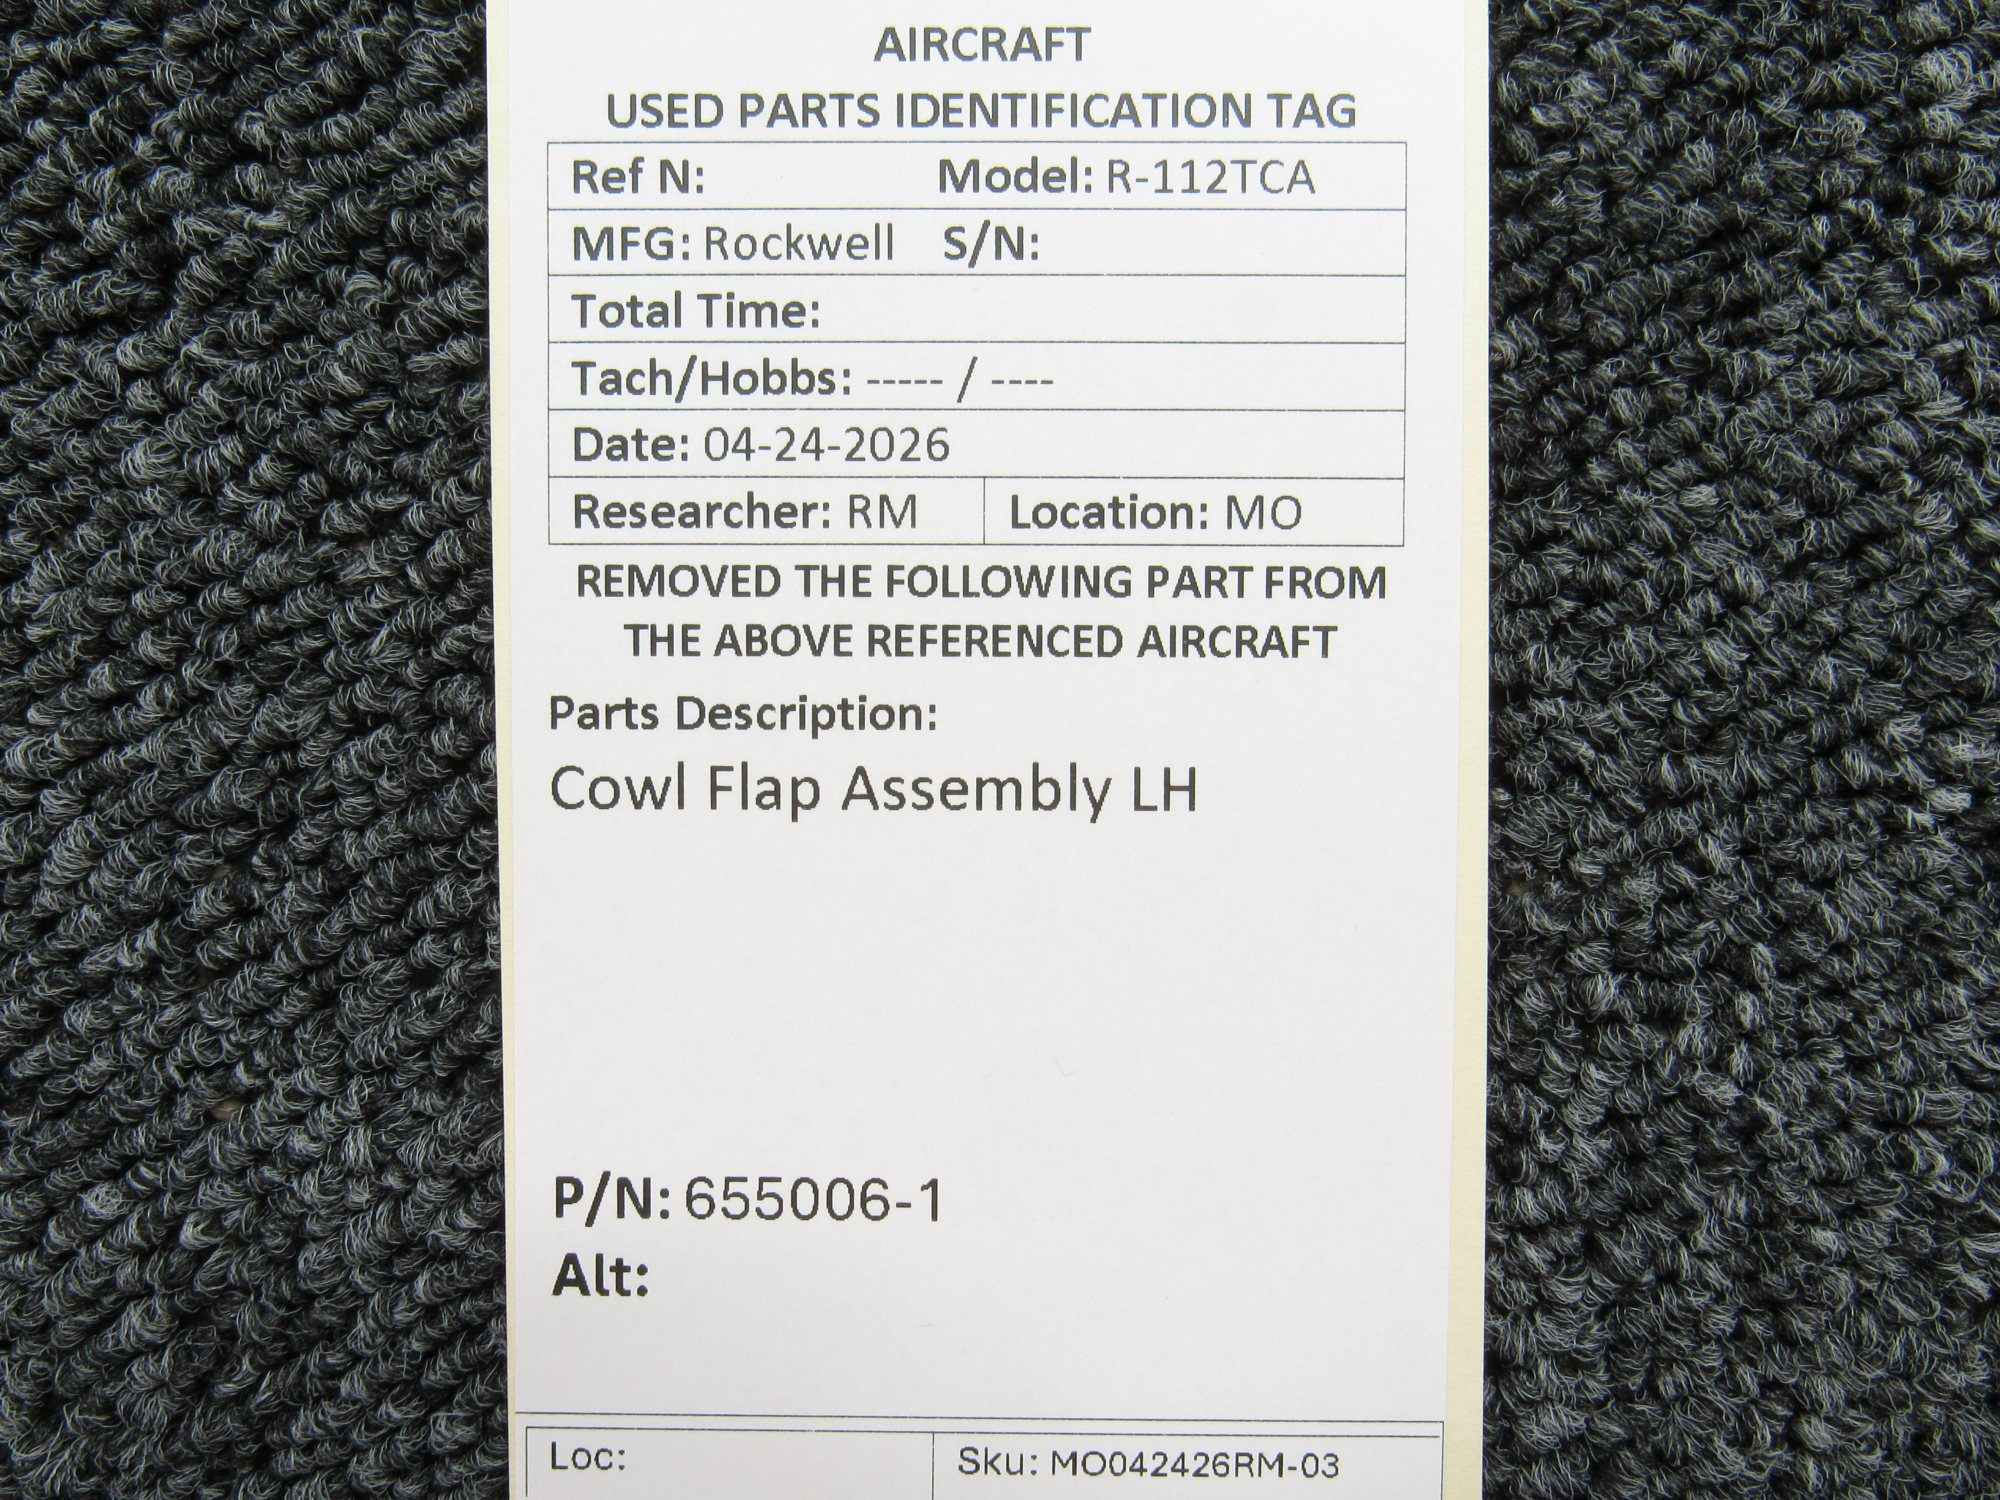 AIRCRAFT
USED PARTS IDENTIFICATION TAG
Ref N: Model: R-112TCA
MFG: Rockwell S/N:
Total Time:
Tach/Hobbs: ----- / ----
Date: 04-24-2026
Researcher: RM Location: MO
REMOVED THE FOLLOWING PART FROM
THE ABOVE REFERENCED AIRCRAFT
Parts Description:
Cowl Flap Assembly LH
P/N: 655006-1
Alt:
Loc: Sku: MO042426RM-03